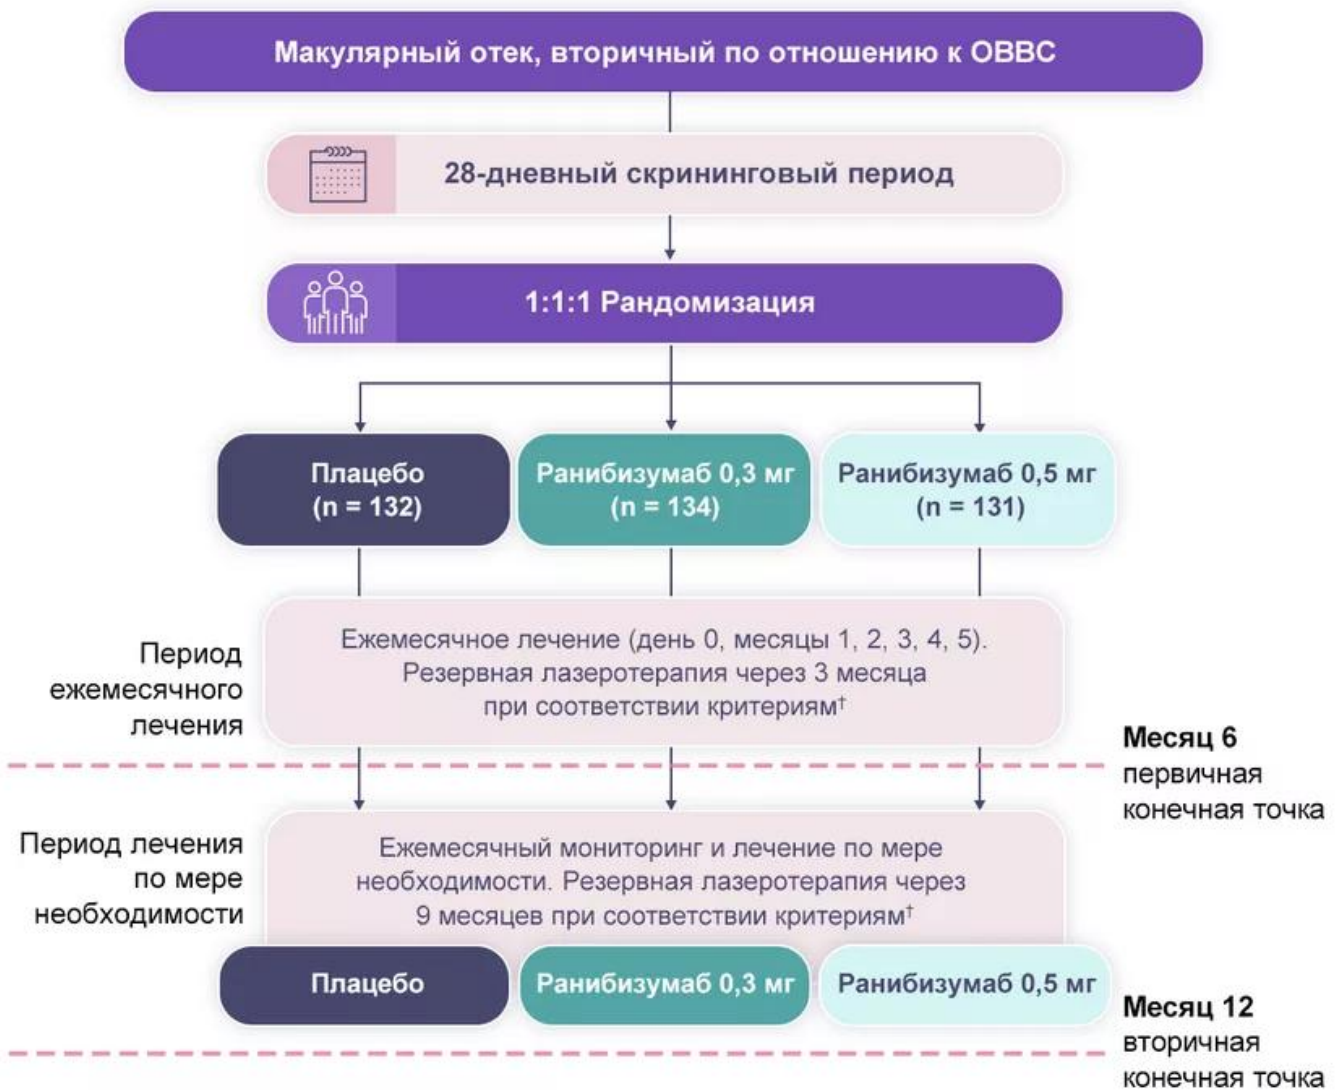 Макулярный отек, вторичный по отношению к ОВВС
28-дневный скрининговый период
1:1:1 Рандомизация
Плацебо
(n = 132)
Ранибизумаб 0,3 мг
(n = 134)
Ранибизумаб 0,5 мг
(n = 131)
Период
ежемесячного
лечения
Ежемесячное лечение (день 0, месяцы 1, 2, 3, 4, 5).
Резервная лазеротерапия через 3 месяца
при соответствии критериям†
Месяц 6
первичная
конечная точка
Период лечения
по мере
необходимости
Ежемесячный мониторинг и лечение по мере
необходимости. Резервная лазеротерапия через
9 месяцев при соответствии критериям†
Плацебо
Ранибизумаб 0,3 мг
Ранибизумаб 0,5 мг
Месяц 12
вторичная
конечная точка